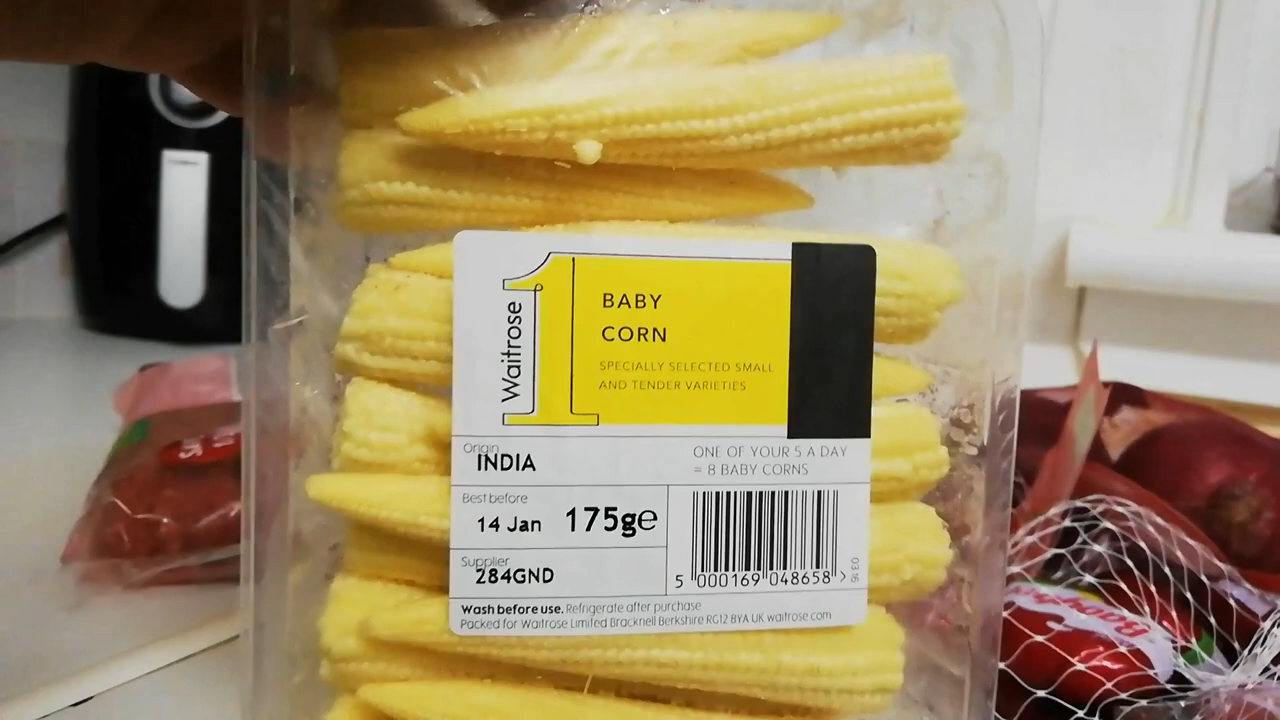 Waitrose
1
BABY
CORN
SPECIALLY SELECTED SMALL
AND TENDER VARIETIES
Origin
INDIA
ONE OF YOUR 5 A DAY
= 8 BABY CORNS
Best before
14 Jan 175g℮
Supplier
284GND
5 000169 048658 >
03.16
Wash before use. Refrigerate after purchase
Packed for Waitrose Limited Bracknell Berkshire RG12 8YA UK waitrose.com